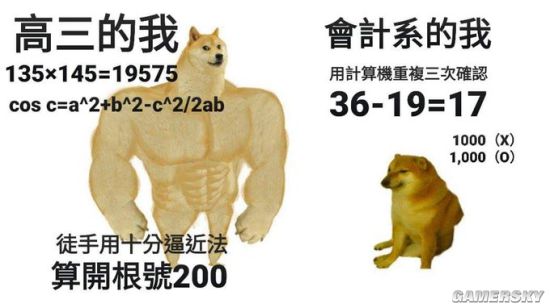 高三的我
135×145=19575
cos c=a^2+b^2-c^2/2ab
徒手用十分逼近法
算開根號200
會計系的我
用計算機重複三次確認
36-19=17
1000（X）
1,000（O）
GAMERSKY